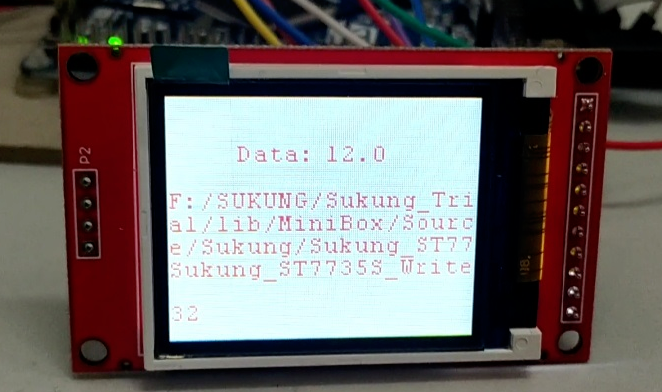 P2
Data: 12.0
F:/SUKUNG/Sukung_Tri
al/lib/MiniBox/Sourc
e/Sukung/Sukung_ST77
Sukung_ST7735S_Write
32